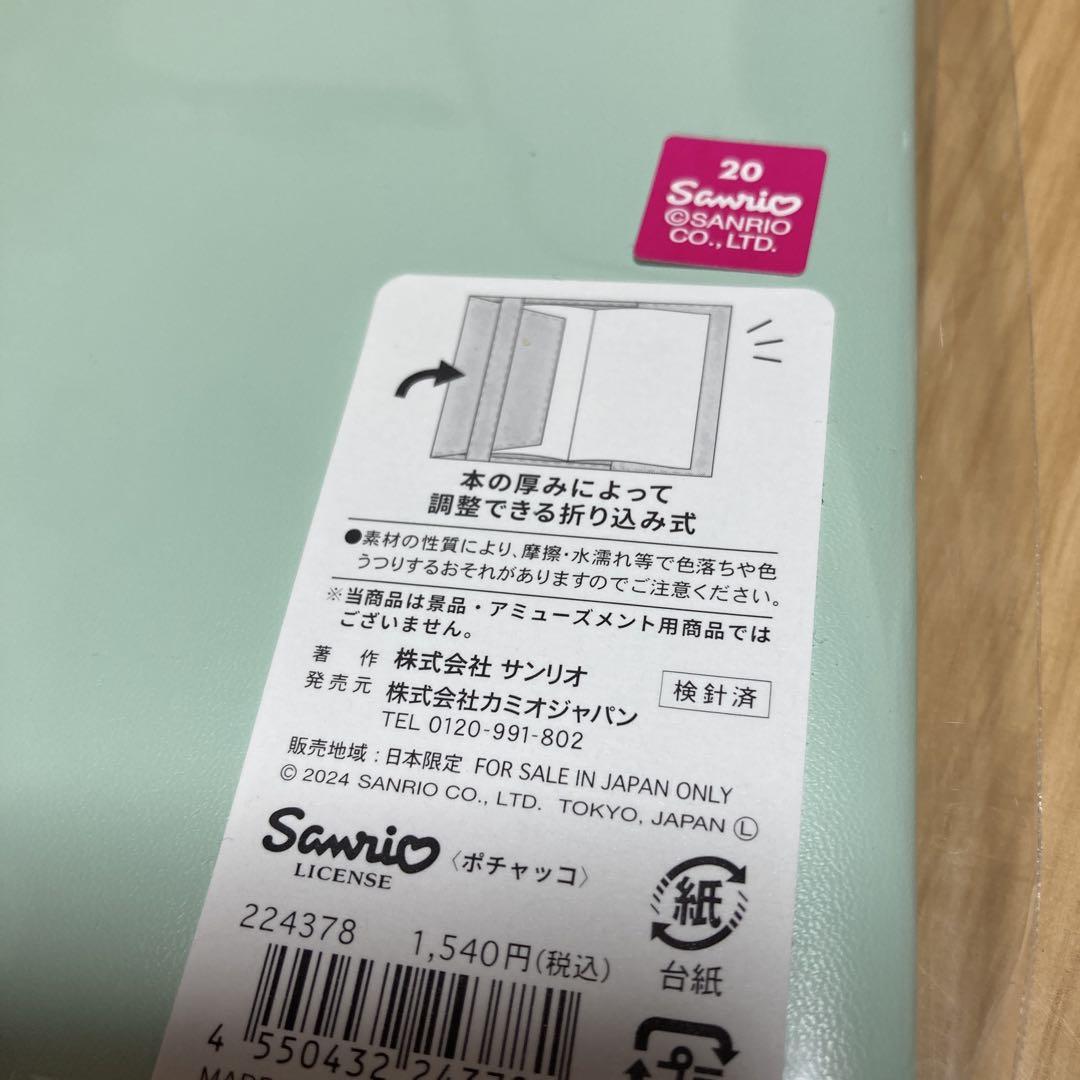 20
Sanrio
©SANRIO
CO., LTD.
本の厚みによって
調整できる折り込み式
●素材の性質により、摩擦・水濡れ等で色落ちや色
うつりするおそれがありますのでご注意ください。
※当商品は景品・アミューズメント用商品では
ございません。
著 作 株式会社 サンリオ
発売元 株式会社カミオジャパン
検針済
TEL 0120-991-802
販売地域：日本限定 FOR SALE IN JAPAN ONLY
© 2024 SANRIO CO., LTD. TOKYO, JAPAN Ⓛ
Sanrio
LICENSE
〈ポチャッコ〉
紙
台紙
224378
1,540円(税込)
プ
4 550432